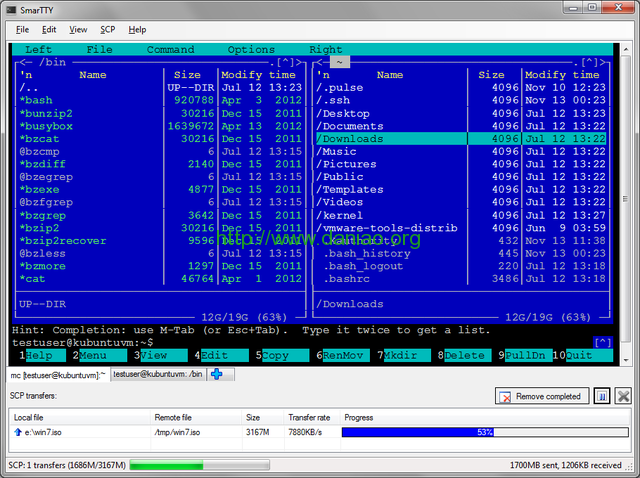 SmarTTY
File Edit View SCP Help
Left File Command Options Right
<─ /bin .[^]> <─ ~ .[^]>
'n Name Size Modify time 'n Name Size Modify time
/.. UP--DIR Jul 12 13:23 /.pulse 4096 Nov 10 12:23
*bash 920788 Apr 3 2012 /.ssh 4096 Nov 13 00:23
*bunzip2 30216 Dec 15 2011 /Desktop 4096 Jul 12 13:22
*busybox 1639672 Apr 3 2012 /Documents 4096 Jul 12 13:22
*bzcat 30216 Dec 15 2011 /Downloads 4096 Jul 12 13:22
@bzcmp 6 Jul 12 13:15 /Music 4096 Jul 12 13:22
*bzdiff 2140 Dec 15 2011 /Pictures 4096 Jul 12 13:22
@bzegrep 6 Jul 12 13:15 /Public 4096 Jul 12 13:22
*bzexe 4877 Dec 15 2011 /Templates 4096 Jul 12 13:22
@bzfgrep 6 Jul 12 13:15 /Videos 4096 Jul 12 13:22
*bzgrep 3642 Dec 15 2011 /kernel 4096 Jul 12 13:27
*bzip2 30216 Dec 15 2011 /vmware-tools-distrib 4096 Jun 9 03:59
*bzip2recover 9596 Dec 15 2011 .Xauthority 432 Nov 13 11:38
http://www.daniao.org
@bzless 6 Jul 12 13:15 .bash_history 445 Nov 13 00:23
*bzmore 1297 Dec 15 2011 .bash_logout 220 Jul 12 13:18
*cat 46764 Apr 1 2012 .bashrc 3486 Jul 12 13:18
UP--DIR /Downloads
12G/19G (63%) 12G/19G (63%)
Hint: Completion: use M-Tab (or Esc+Tab). Type it twice to get a list.
testuser@kubuntuvm:~$ [^]
1Help 2Menu 3View 4Edit 5Copy 6RenMov 7Mkdir 8Delete 9PullDn 10Quit
mc [testuser@kubuntuvm]:~ testuser@kubuntuvm: /bin
SCP transfers: Remove completed
Local file Remote file Size Transfer rate Progress
e:\win7.iso /tmp/win7.iso 3167M 7880KB/s 53%
SCP: 1 transfers (1686M/3167M) 1700MB sent, 1206KB received